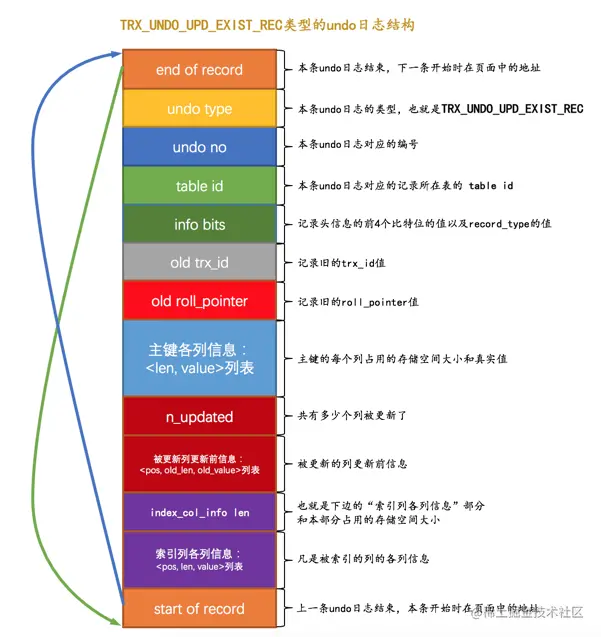 TRX_UNDO_UPD_EXIST_REC类型的undo日志结构
end of record
本条undo日志结束，下一条开始时在页面中的地址
undo type
本条undo日志的类型，也就是TRX_UNDO_UPD_EXIST_REC
undo no
本条undo日志对应的编号
table id
本条undo日志对应的记录所在表的 table id
info bits
记录头信息的前4个比特位的值以及record_type的值
old trx_id
记录旧的trx_id值
old roll_pointer
记录旧的roll_pointer值
主键各列信息：
<len, value>列表
主键的每个列占用的存储空间大小和真实值
n_updated
共有多少个列被更新了
被更新列更新前信息：
<pos, old_len, old_value>列表
被更新的列更新前信息
index_col_info len
也就是下边的“索引列各列信息”部分
和本部分占用的存储空间大小
索引列各列信息：
<pos, len, value>列表
凡是被索引的列的各列信息
start of record
上一条undo日志结束，本条开始时在页面中的地址
@稀土掘金技术社区